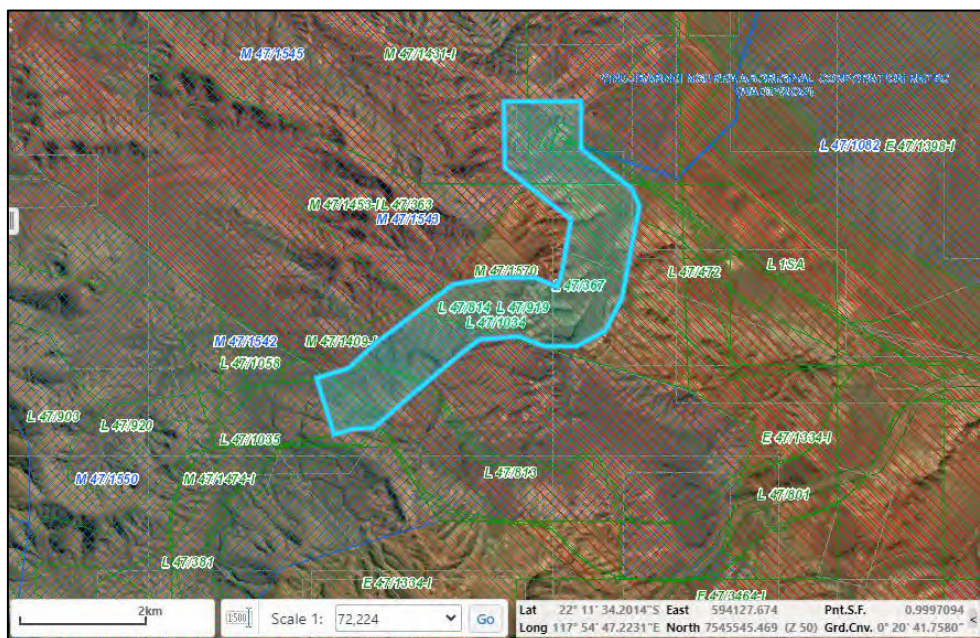 M 47/1545
M 47/1431-I
L 47/1082 E 47/1398-I
M 47/1453-I L 47/363
M 47/1543
M 47/1570
L 47/367
L 47/472
L 1SA
L 47/814 L 47/919
L 47/1034
M 47/1542
M 47/1409-I
L 47/1058
L 47/903
L 47/920
L 47/1035
E 47/1334-I
M 47/1550
M 47/1474-I
L 47/813
L 47/801
L 47/381
E 47/1334-I
E 47/3464-I
2km
1:500
Scale 1: 72,224
Go
Lat 22° 11' 34.2014"S East 594127.674 Pnt.S.F. 0.9997094
Long 117° 54' 47.2231"E North 7545545.469 (Z 50) Grd.Cnv. 0° 20' 41.7580"